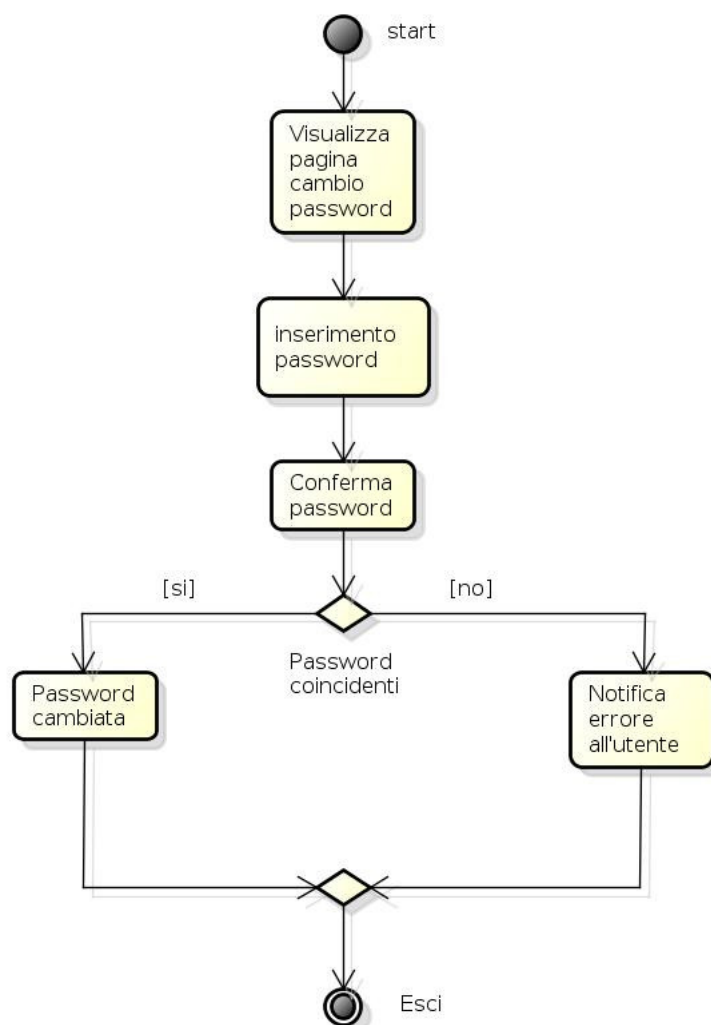 start
Visualizza
pagina
cambio
password
inserimento
password
Conferma
password
[si]
[no]
Password
coincidenti
Password
cambiata
Notifica
errore
all'utente
Esci